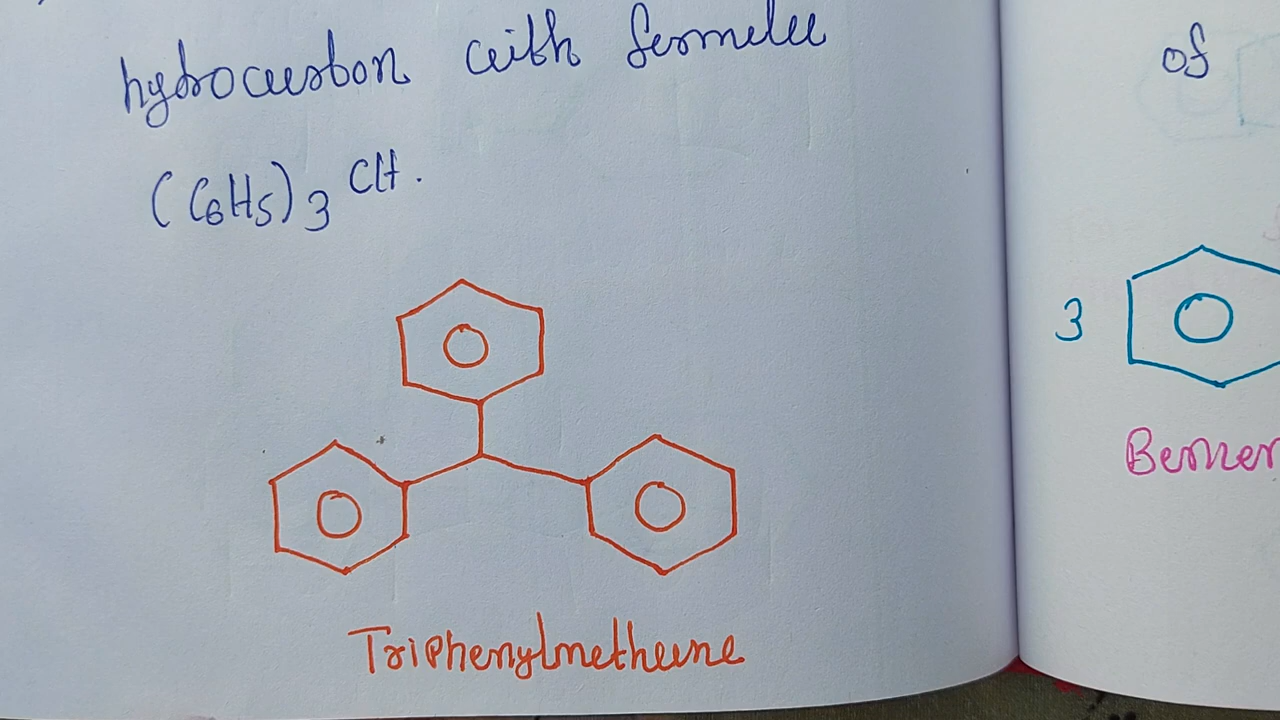 hydrocarbon with formula
(C6H5)3 CH.
Triphenylmethane
of
3
Benzen